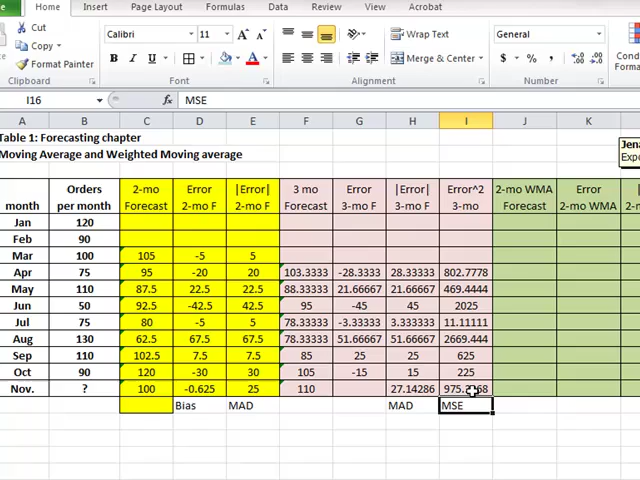 Home Insert Page Layout Formulas Data Review View Acrobat
Cut Calibri 11 Wrap Text General
Copy
Format Painter B I U Merge & Center $ % ,
Clipboard Font Alignment Number
I16 fx MSE
A B C D E F G H I J K
Table 1: Forecasting chapter
Moving Average and Weighted Moving average
Orders 2-mo Error |Error| 3 mo Error |Error| Error^2 2-mo WMA Error
month per month Forecast 2-mo F 2-mo F Forecast 3-mo F 3-mo F 3-mo Forecast 2-mo WMA
Jan 120
Feb 90
Mar 100 105 -5 5
Apr 75 95 -20 20 103.3333 -28.3333 28.33333 802.7778
May 110 87.5 22.5 22.5 88.33333 21.66667 21.66667 469.4444
Jun 50 92.5 -42.5 42.5 95 -45 45 2025
Jul 75 80 -5 5 78.33333 -3.33333 3.333333 11.11111
Aug 130 62.5 67.5 67.5 78.33333 51.66667 51.66667 2669.444
Sep 110 102.5 7.5 7.5 85 25 25 625
Oct 90 120 -30 30 105 -15 15 225
Nov. ? 100 -0.625 25 110 27.14286
Bias MAD MAD MSE